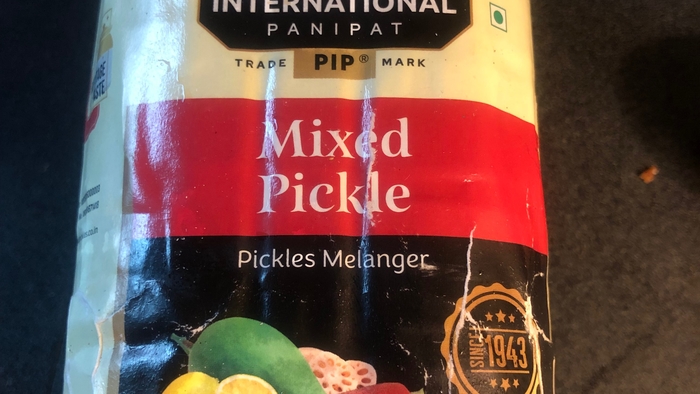 INTERNATIONAL
PANIPAT
TRADE PIP® MARK
Mixed
Pickle
Pickles Melanger
SINCE 1943